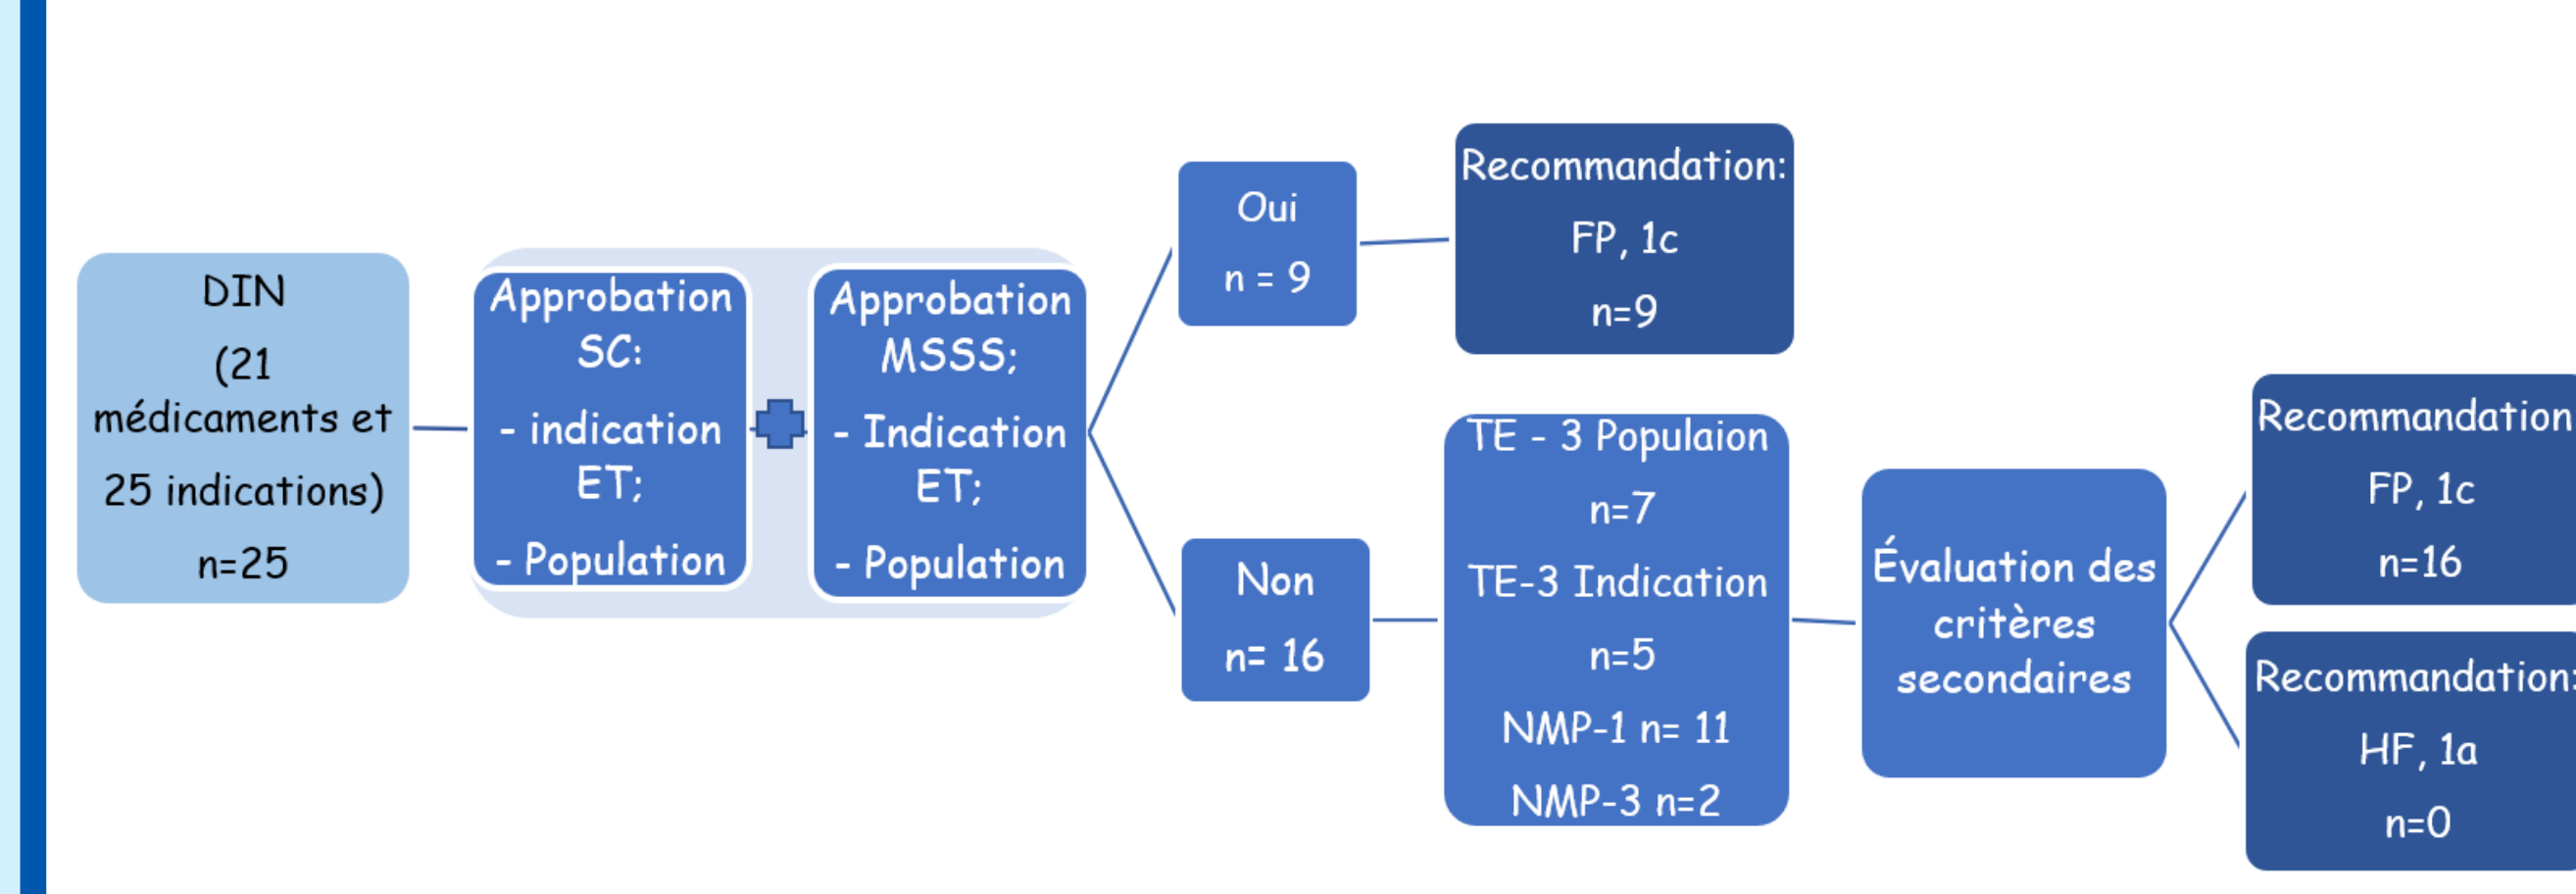 DIN
(21
médicaments et
25 indications)
n=25
Approbation
SC:
- indication
ET;
- Population
Approbation
MSSS;
- Indication
ET;
- Population
Oui
n = 9
Recommandation:
FP, 1c
n=9
Non
n= 16
TE - 3 Populaion
n=7
TE-3 Indication
n=5
NMP-1 n= 11
NMP-3 n=2
Évaluation des
critères
secondaires
Recommandation
FP, 1c
n=16
Recommandation:
HF, 1a
n=0